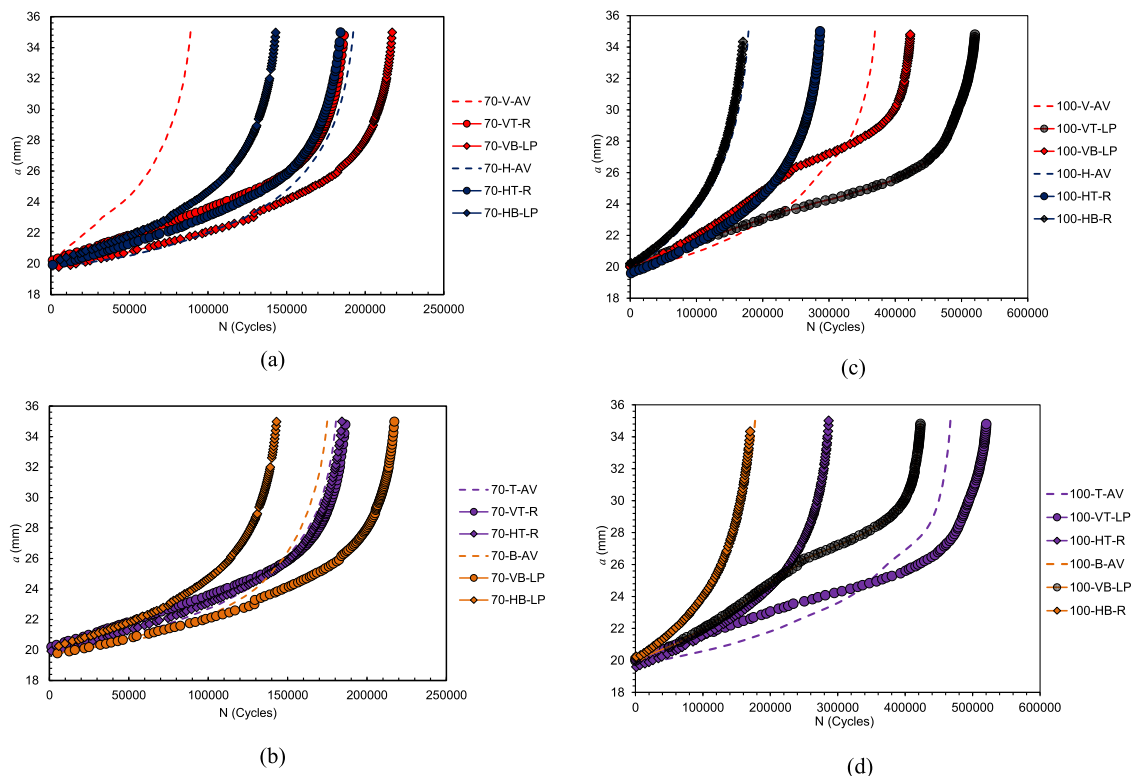 36
34
32
30
28
26
24
22
20
18
a (mm)
0 50000 100000 150000 200000 250000
N (Cycles)
70-V-AV
70-VT-R
70-VB-LP
70-H-AV
70-HT-R
70-HB-LP
(a)
36
34
32
30
28
26
24
22
20
18
a (mm)
0 100000 200000 300000 400000 500000 600000
N (Cycles)
100-V-AV
100-VT-LP
100-VB-LP
100-H-AV
100-HT-R
100-HB-R
(c)
36
34
32
30
28
26
24
22
20
18
a (mm)
0 50000 100000 150000 200000 250000
N (Cycles)
70-T-AV
70-VT-R
70-HT-R
70-B-AV
70-VB-LP
70-HB-LP
(b)
36
34
32
30
28
26
24
22
20
18
a (mm)
0 100000 200000 300000 400000 500000 600000
N (Cycles)
100-T-AV
100-VT-LP
100-HT-R
100-B-AV
100-VB-LP
100-HB-R
(d)